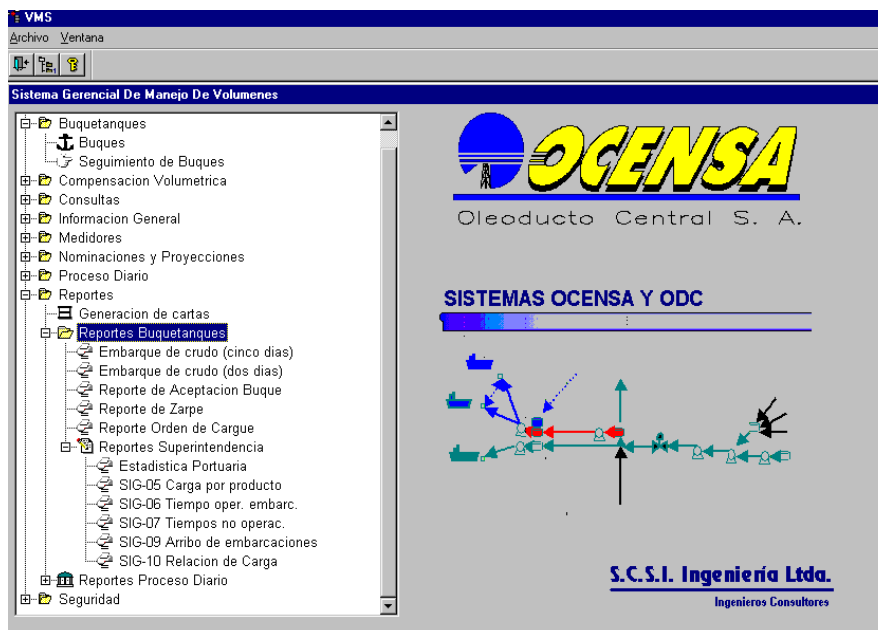 VMS
Archivo Ventana
Sistema Gerencial De Manejo De Volumenes
Buquetanques
Buques
Seguimiento de Buques
Compensacion Volumetrica
Consultas
Informacion General
Medidores
Nominaciones y Proyecciones
Proceso Diario
Reportes
Generacion de cartas
Reportes Buquetanques
Embarque de crudo (cinco dias)
Embarque de crudo (dos dias)
Reporte de Aceptacion Buque
Reporte de Zarpe
Reporte Orden de Cargue
Reportes Superintendencia
Estadistica Portuaria
SIG-05 Carga por producto
SIG-06 Tiempo oper. embarc.
SIG-07 Tiempos no operac.
SIG-09 Arribo de embarcaciones
SIG-10 Relacion de Carga
Reportes Proceso Diario
Seguridad
OCENSA
Oleoducto Central S. A.
SISTEMAS OCENSA Y ODC
S.C.S.I. Ingeniería Ltda.
Ingenieros Consultores